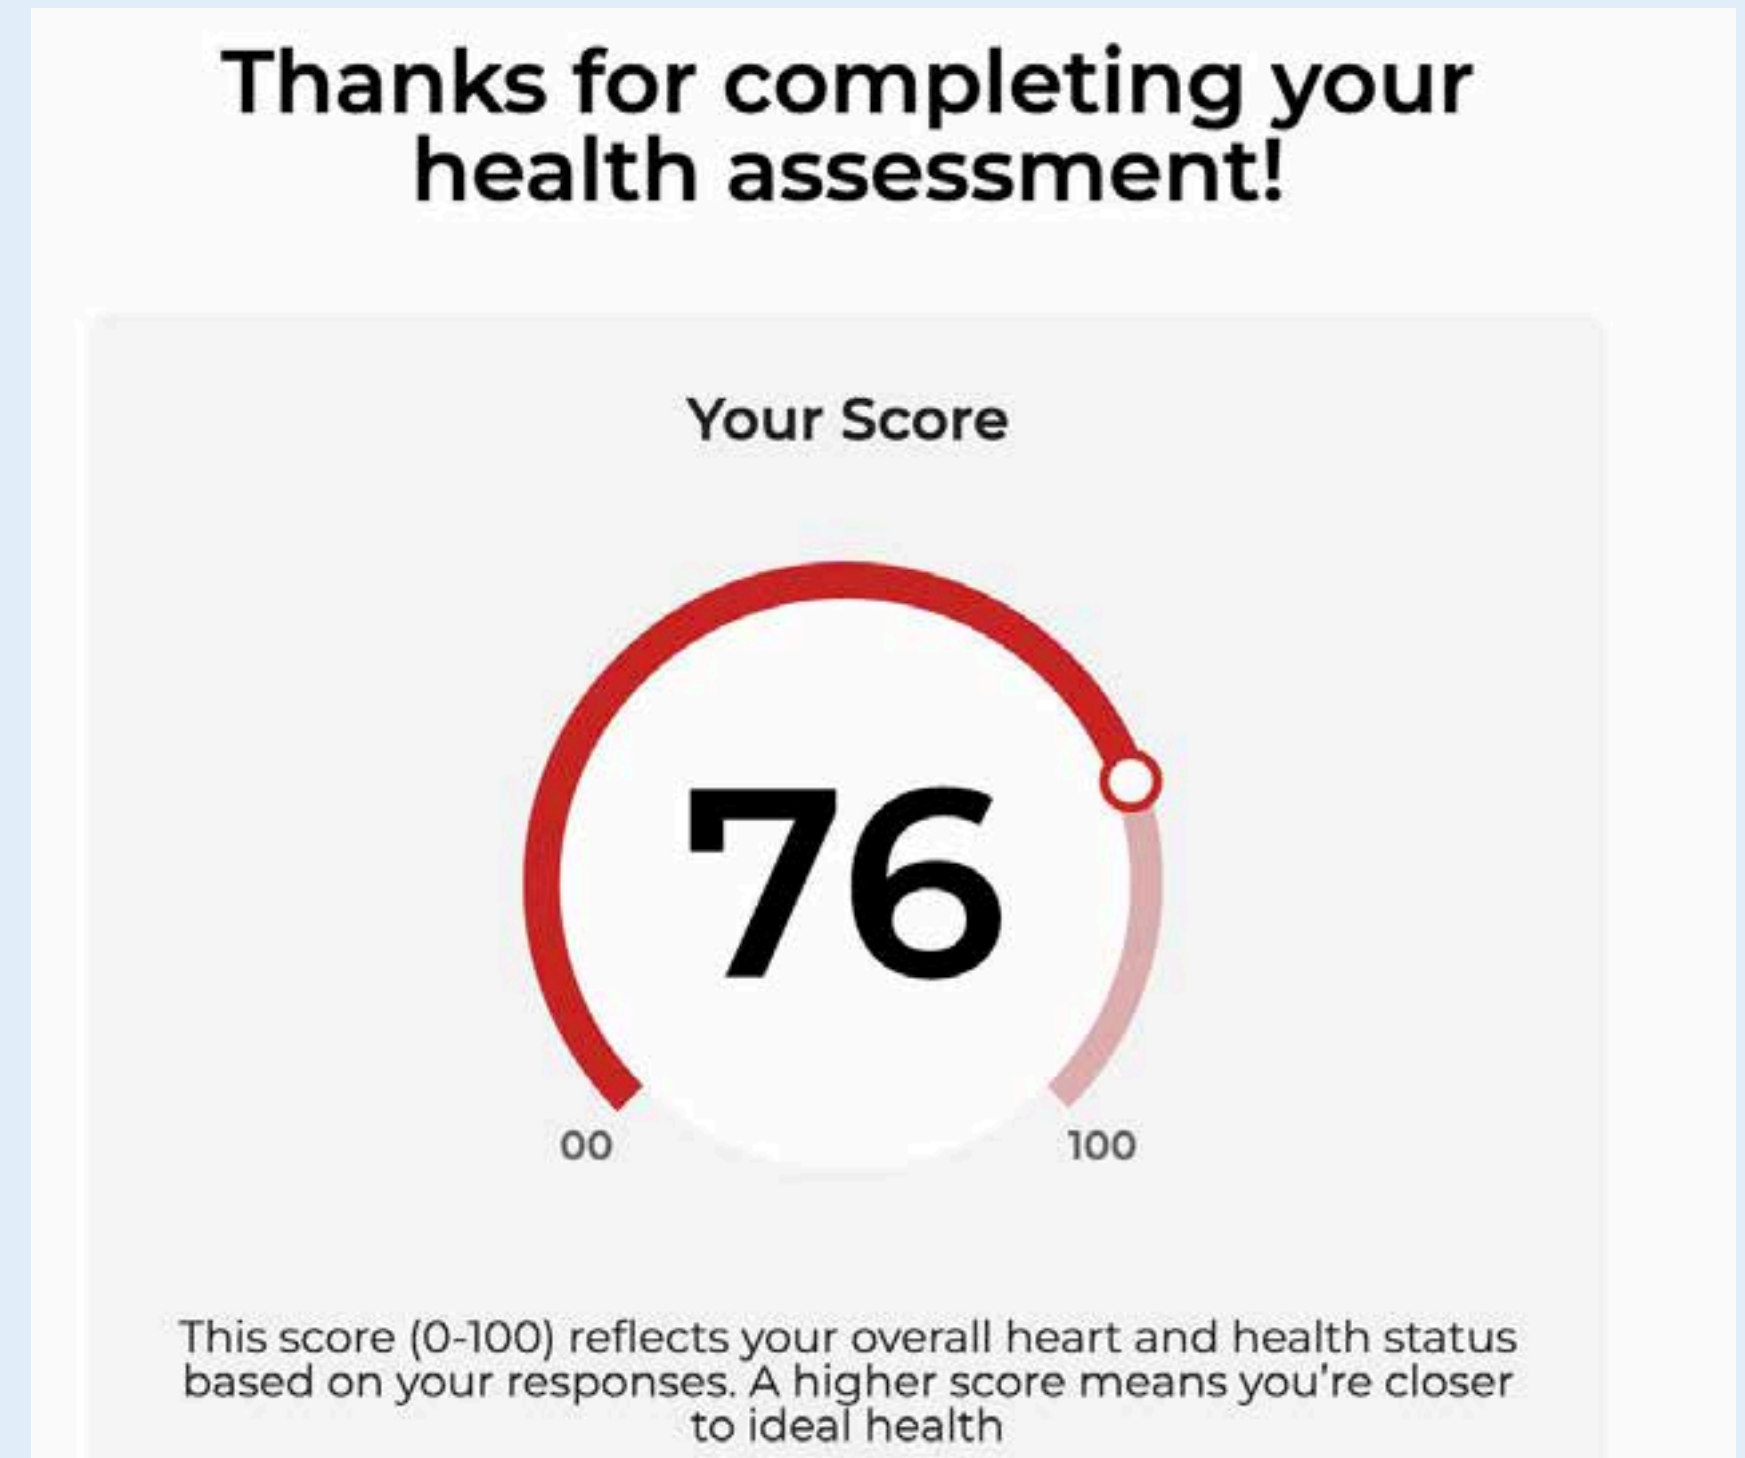 Thanks for completing your
health assessment!
Your Score
76
00
100
This score (0-100) reflects your overall heart and health status
based on your responses. A higher score means you're closer
to ideal health